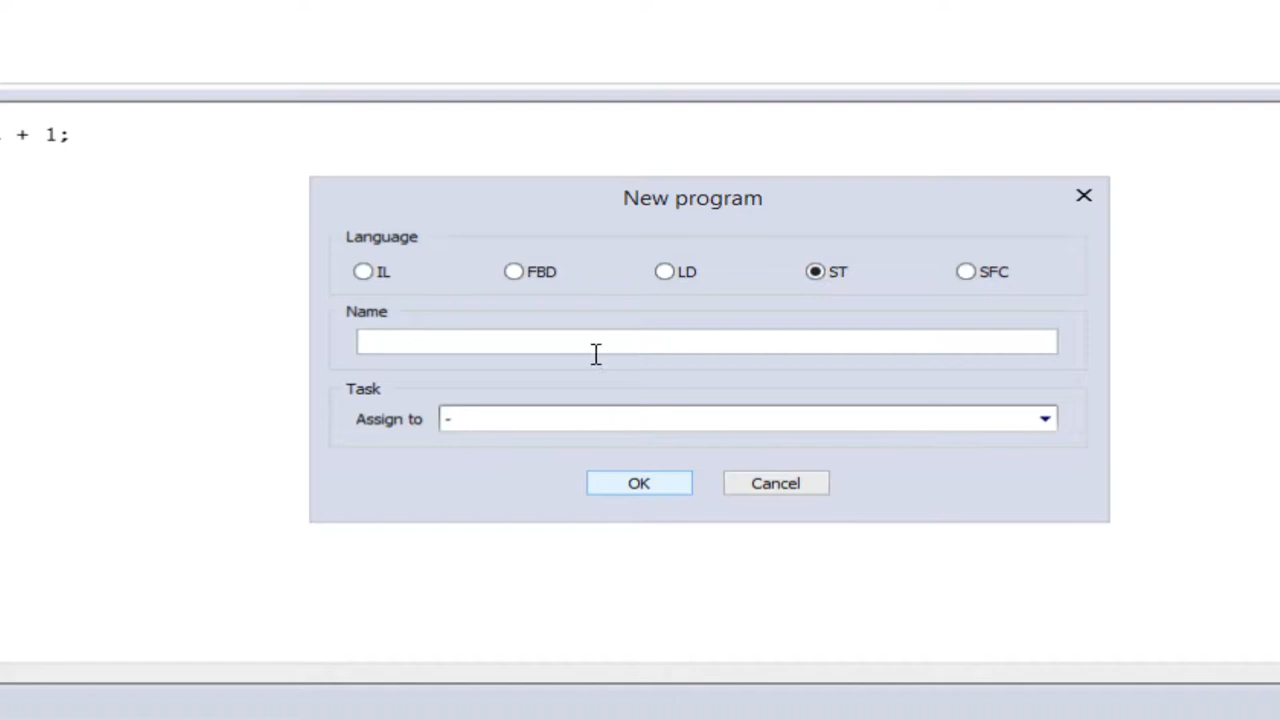 + 1;
New program
Language
IL FBD LD ST SFC
Name
Task
Assign to -
OK Cancel